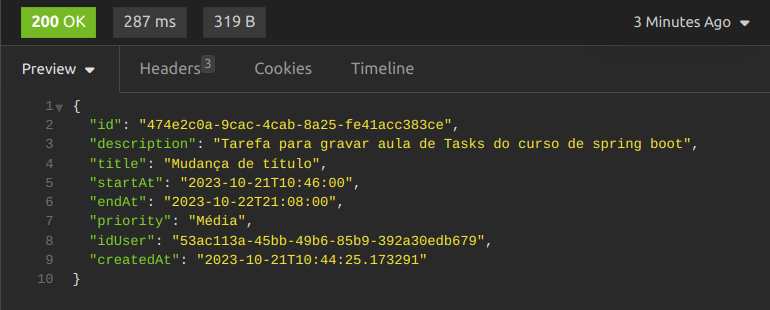 200 OK 287 ms 319 B 3 Minutes Ago
Preview Headers 3 Cookies Timeline
1 {
2 "id": "474e2c0a-9cac-4cab-8a25-fe41acc383ce",
3 "description": "Tarefa para gravar aula de Tasks do curso de spring boot",
4 "title": "Mudança de título",
5 "startAt": "2023-10-21T10:46:00",
6 "endAt": "2023-10-22T21:08:00",
7 "priority": "Média",
8 "idUser": "53ac113a-45bb-49b6-85b9-392a30edb679",
9 "createdAt": "2023-10-21T10:44:25.173291"
10 }